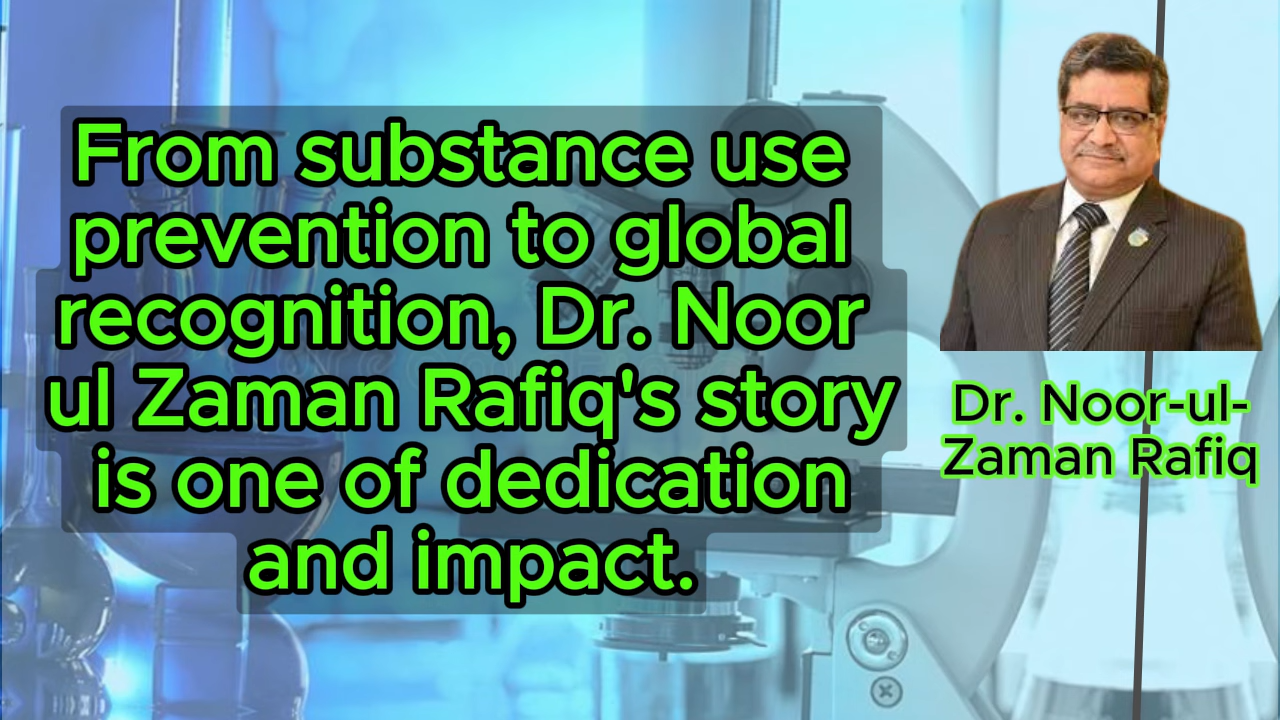 From substance use
prevention to global
recognition, Dr. Noor
ul Zaman Rafiq's story
is one of dedication
and impact.
Dr. Noor-ul-
Zaman Rafiq